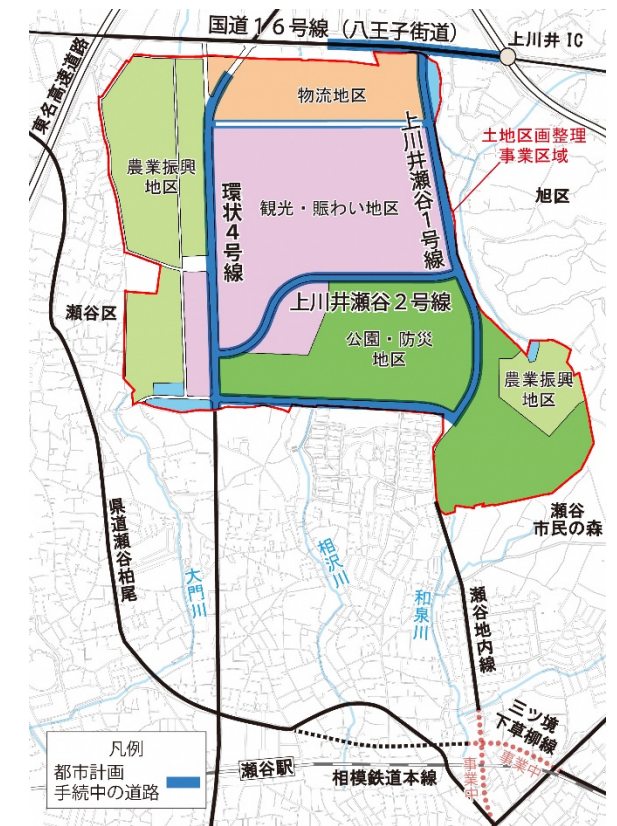 国道１６号線（八王子街道）
上川井 IC
東名高速道路
物流地区
上川井瀬谷１号線
土地区画整理
事業区域
農業振興
地区
環状４号線
観光・賑わい地区
旭区
上川井瀬谷２号線
瀬谷区
公園・防災
地区
農業振興
地区
瀬谷
市民の森
県道瀬谷柏尾
大門川
相沢川
和泉川
瀬谷地内線
三ツ境
下草柳線
事業中
事業中
凡例
都市計画
手続中の道路
瀬谷駅
相模鉄道本線